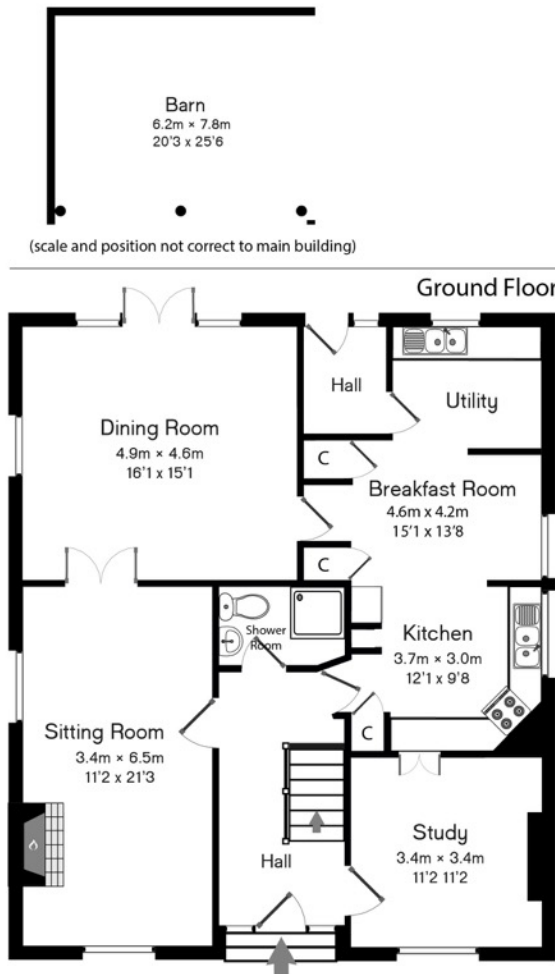 Barn
6.2m × 7.8m
20'3 x 25'6
(scale and position not correct to main building)
Ground Floor
Hall
Utility
Dining Room
4.9m × 4.6m
16'1 x 15'1
C
Breakfast Room
4.6m x 4.2m
15'1 x 13'8
C
Shower
Room
Kitchen
3.7m × 3.0m
12'1 x 9'8
Sitting Room
3.4m × 6.5m
11'2 x 21'3
C
Hall
Study
3.4m × 3.4m
11'2 11'2